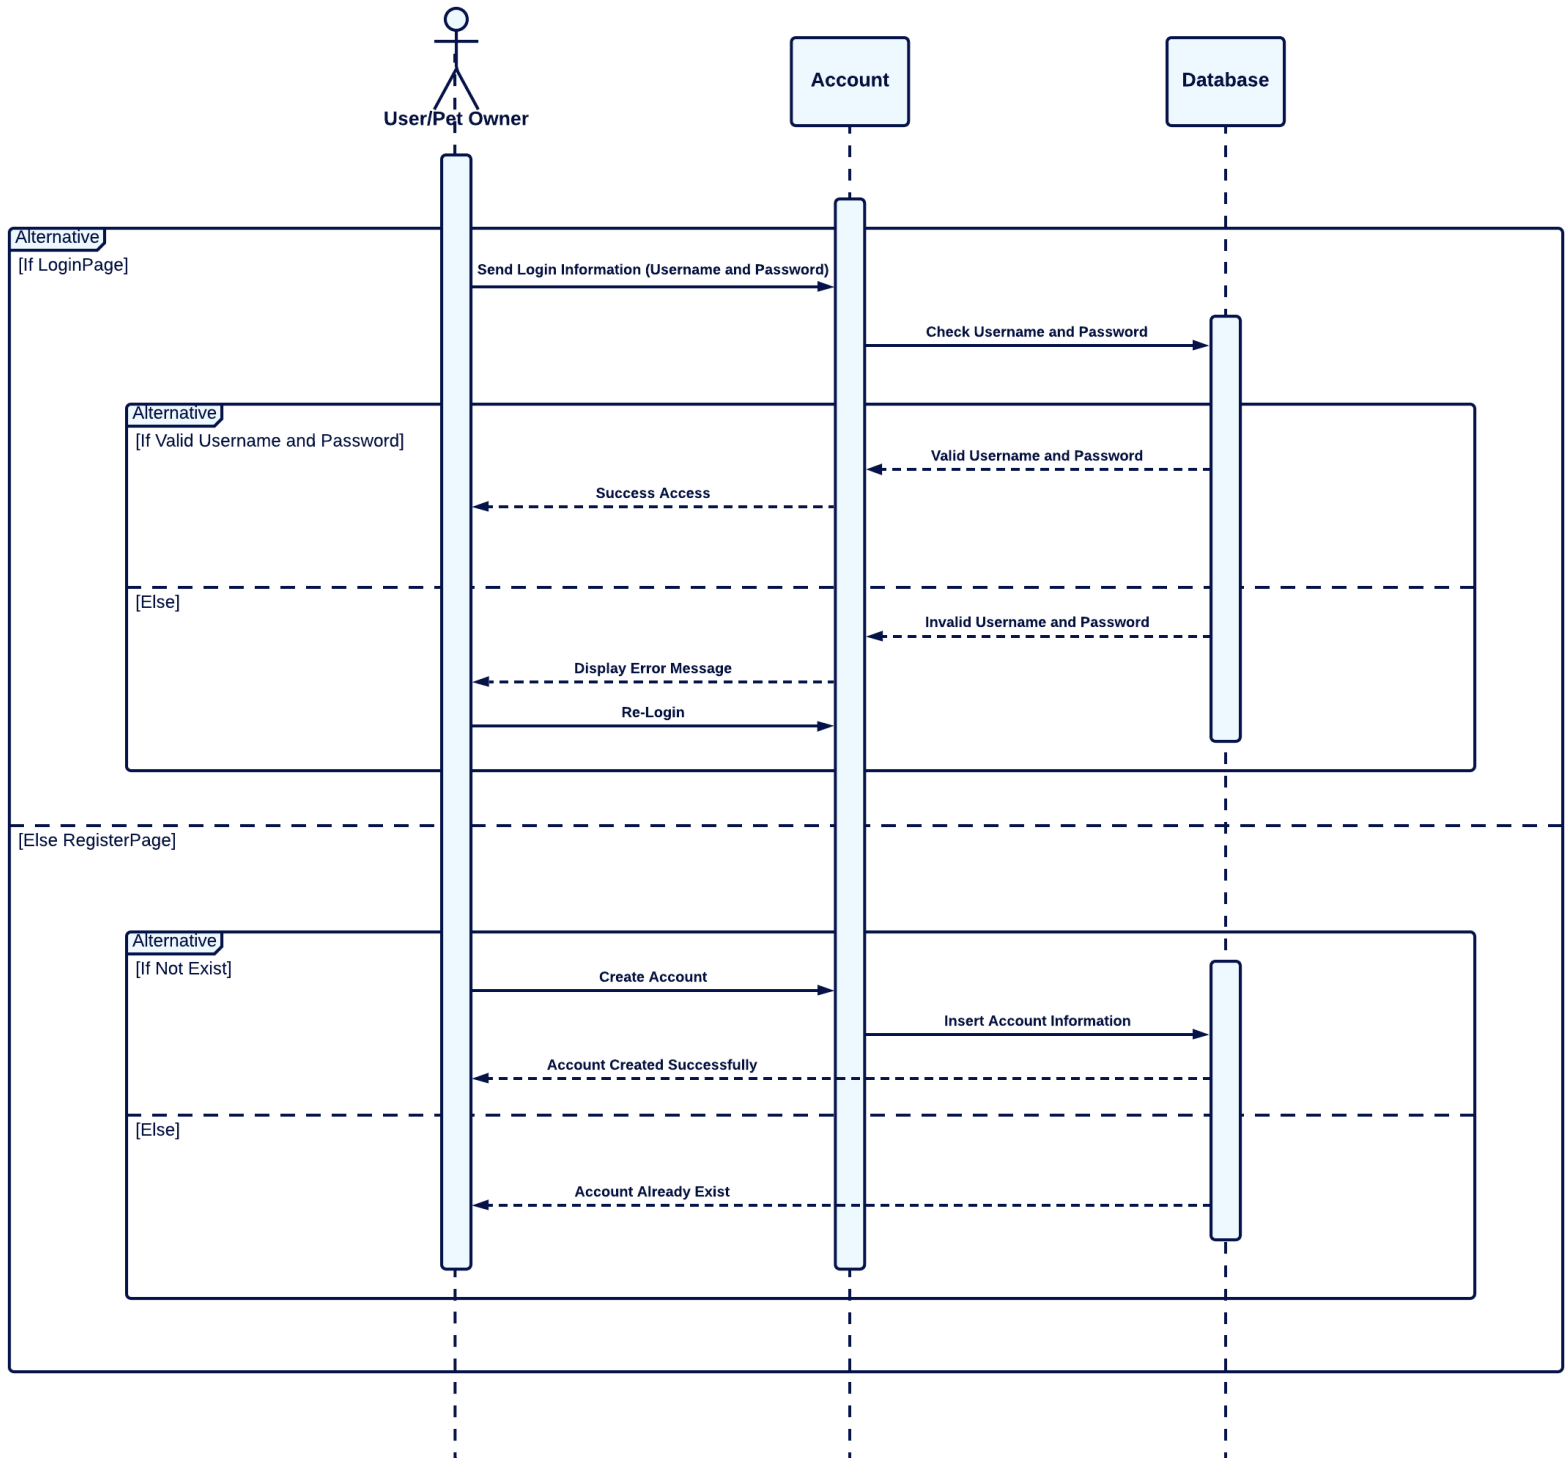 User/Pet Owner
Account
Database
Alternative
[If LoginPage]
Send Login Information (Username and Password)
Check Username and Password
Alternative
[If Valid Username and Password]
Valid Username and Password
Success Access
[Else]
Invalid Username and Password
Display Error Message
Re-Login
[Else RegisterPage]
Alternative
[If Not Exist]
Create Account
Insert Account Information
Account Created Successfully
[Else]
Account Already Exist